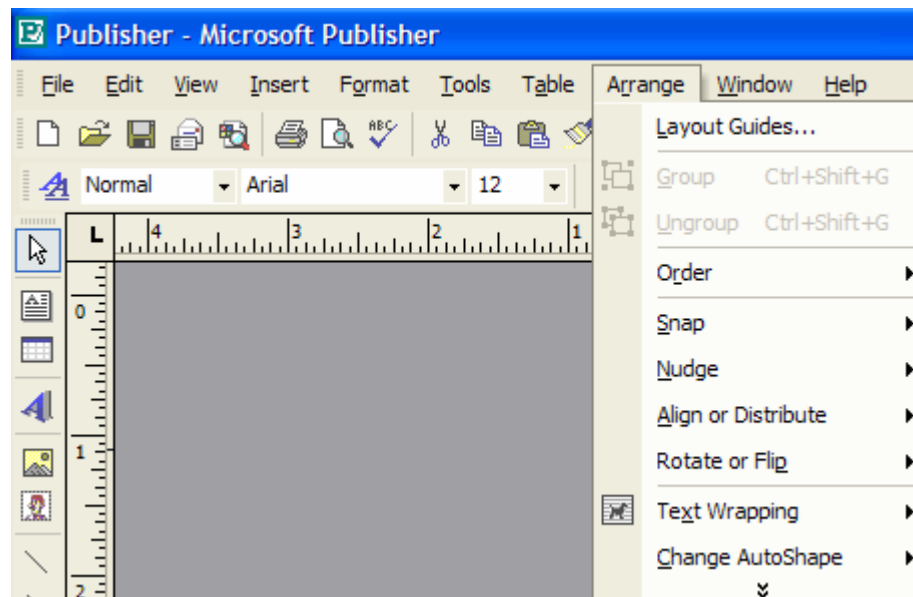 Publisher - Microsoft Publisher
File Edit View Insert Format Tools Table Arrange Window Help
ABC
Layout Guides...
Normal Arial 12
Group Ctrl+Shift+G
Ungroup Ctrl+Shift+G
L 4 3 2 1
Order
0
Snap
Nudge
Align or Distribute
1
Rotate or Flip
Text Wrapping
Change AutoShape
2